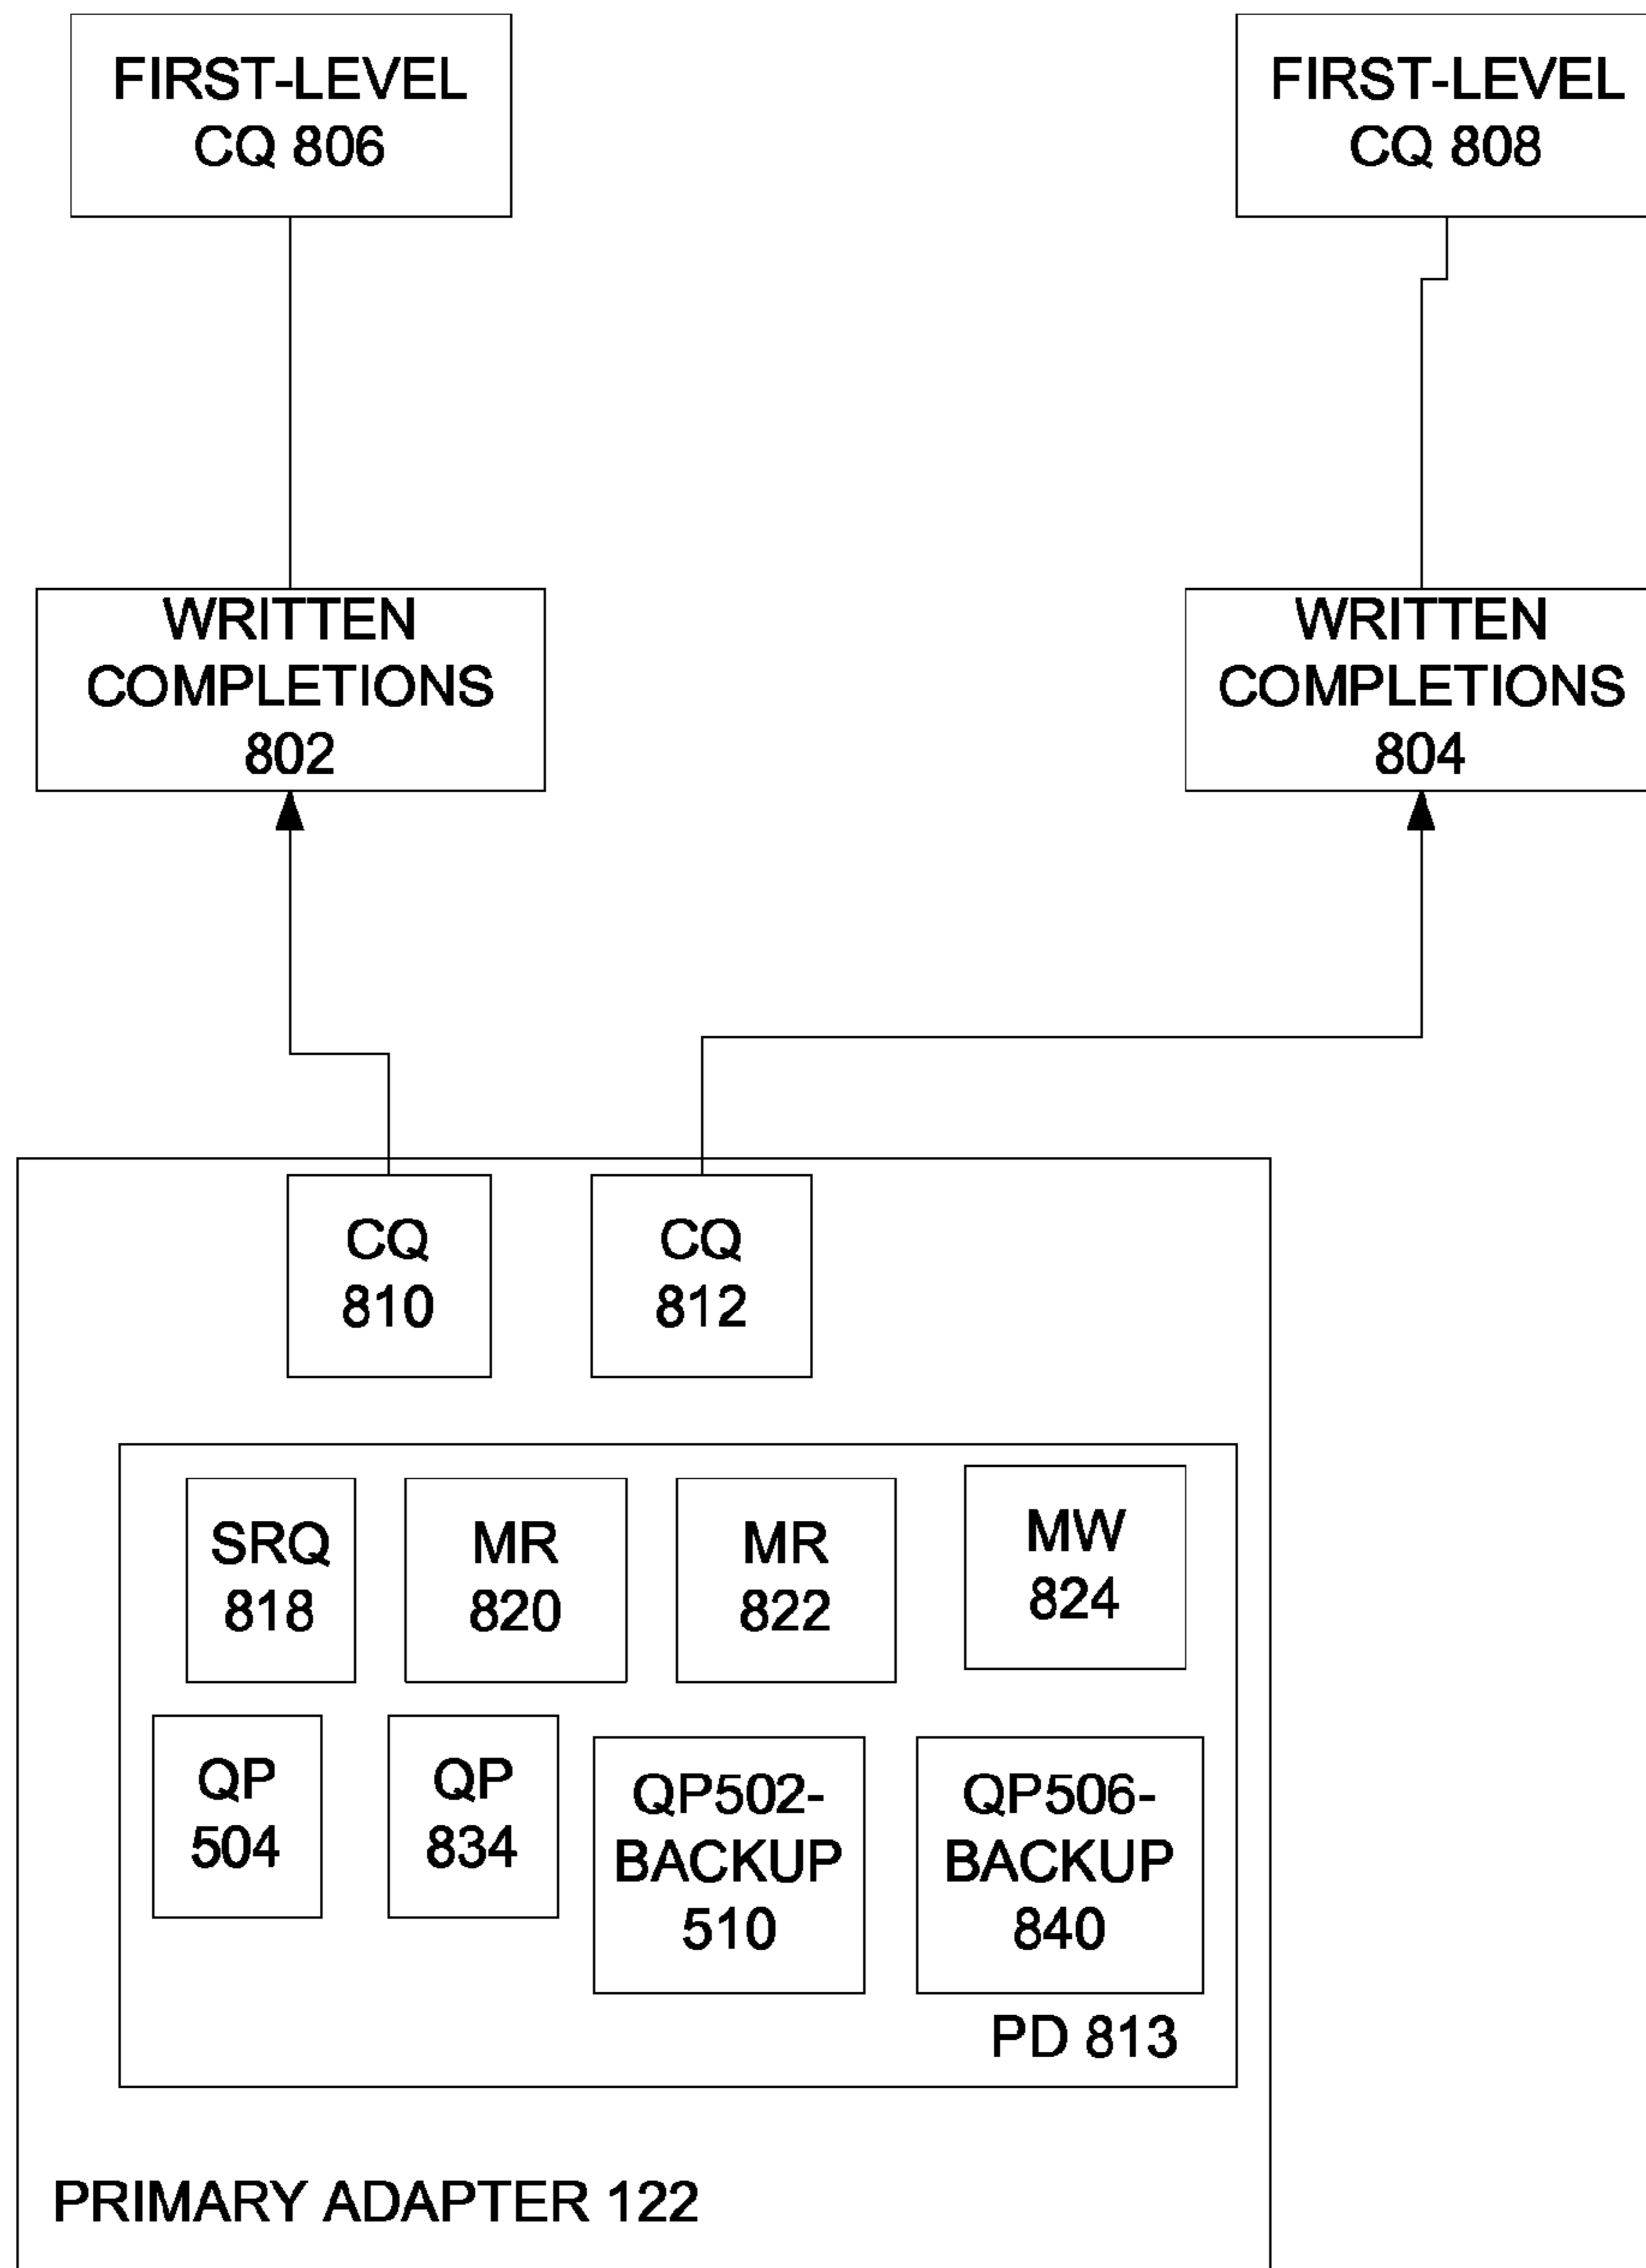 FIRST-LEVEL
CQ 806
FIRST-LEVEL
CQ 808
WRITTEN
COMPLETIONS
802
WRITTEN
COMPLETIONS
804
CQ
810
CQ
812
SRQ
818
MR
820
MR
822
MW
824
QP
504
QP
834
QP502-
BACKUP
510
QP506-
BACKUP
840
PD 813
PRIMARY ADAPTER 122